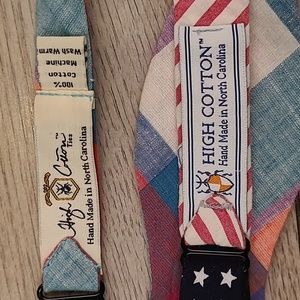 100%
Cotton
Machine
Wash Warm
High Cotton
Ties
Hand Made in North Carolina
HIGH COTTON™
Hand Made in North Carolina